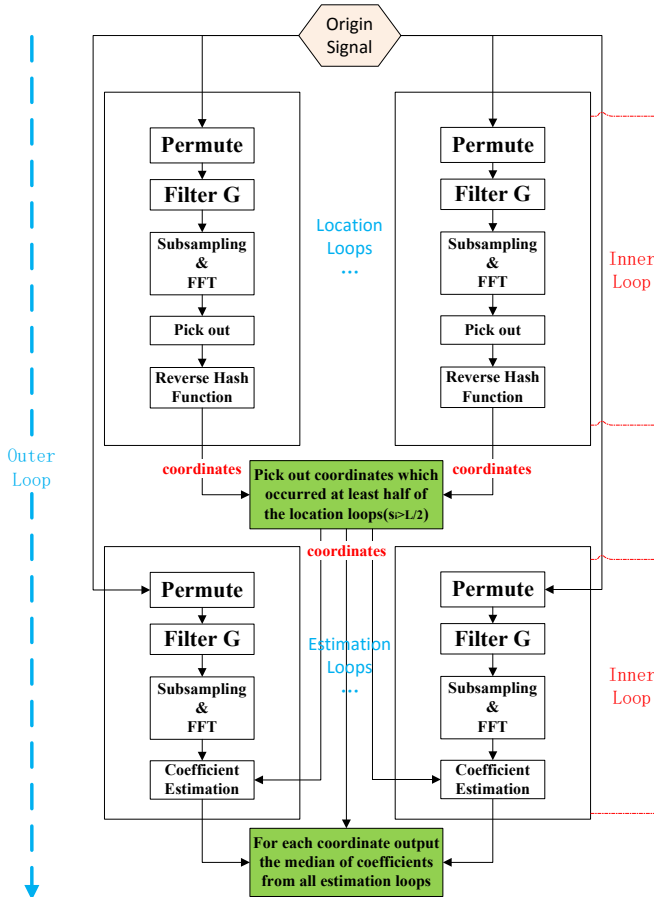 Origin
Signal
Permute
Filter G
Subsampling
&
FFT
Pick out
Reverse Hash
Function
Location
Loops
...
Permute
Filter G
Subsampling
&
FFT
Pick out
Reverse Hash
Function
Inner
Loop
Outer
Loop
coordinates
coordinates
Pick out coordinates which
occurred at least half of
the location loops(si>L/2)
coordinates
Permute
Filter G
Subsampling
&
FFT
Coefficient
Estimation
Estimation
Loops
...
Permute
Filter G
Subsampling
&
FFT
Coefficient
Estimation
Inner
Loop
For each coordinate output
the median of coefficients
from all estimation loops